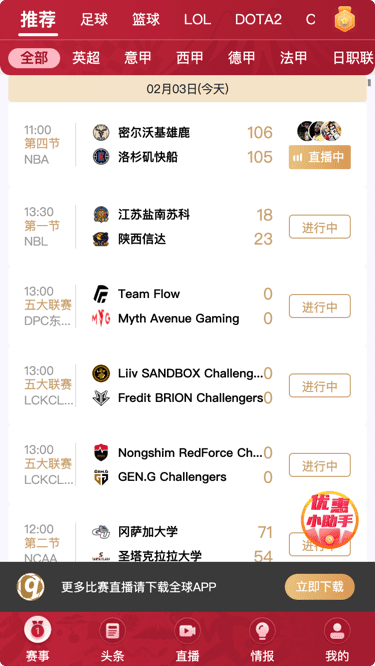 推荐 足球 篮球 LOL DOTA2 C
全部 英超 意甲 西甲 德甲 法甲 日职联
02月03日(今天)
11:00
第四节
NBA
密尔沃基雄鹿 106
洛杉矶快船 105
直播中
13:30
第一节
NBL
江苏盐南苏科 18
陕西信达 23
进行中
13:00
五大联赛
DPC东...
Team Flow 0
Myth Avenue Gaming 0
进行中
13:00
五大联赛
LCKCL...
Liiv SANDBOX Challeng... 0
Fredit BRION Challengers 0
进行中
13:00
五大联赛
LCKCL...
Nongshim RedForce Ch... 0
GEN.G Challengers 0
进行中
12:00
第二节
NCAA
冈萨加大学 71
圣塔克拉拉大学 54
优惠
小助手
更多比赛直播请下载全球APP
立即下载
赛事 头条 直播 情报 我的